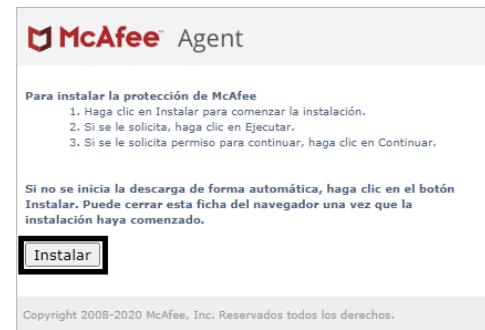 McAfee™ Agent
Para instalar la protección de McAfee
1. Haga clic en Instalar para comenzar la instalación.
2. Si se le solicita, haga clic en Ejecutar.
3. Si se le solicita permiso para continuar, haga clic en Continuar.
Si no se inicia la descarga de forma automática, haga clic en el botón
Instalar. Puede cerrar esta ficha del navegador una vez que la
instalación haya comenzado.
Instalar
Copyright 2008-2020 McAfee, Inc. Reservados todos los derechos.